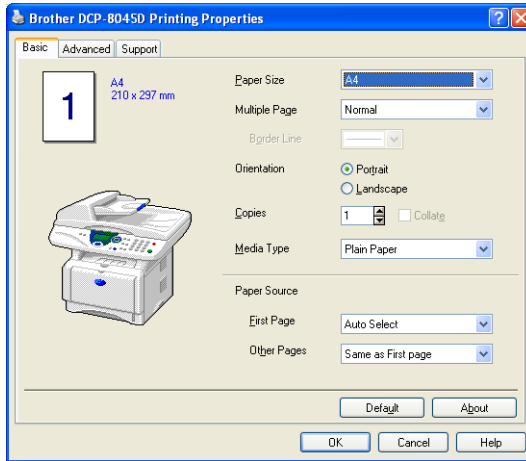 Brother DCP-8045D Printing Properties
Basic Advanced Support
1
A4
210 x 297 mm
Paper Size A4
Multiple Page Normal
Border Line
Orientation Portrait
Landscape
Copies 1 Collate
Media Type Plain Paper
Paper Source
First Page Auto Select
Other Pages Same as First page
Default About
OK Cancel Help